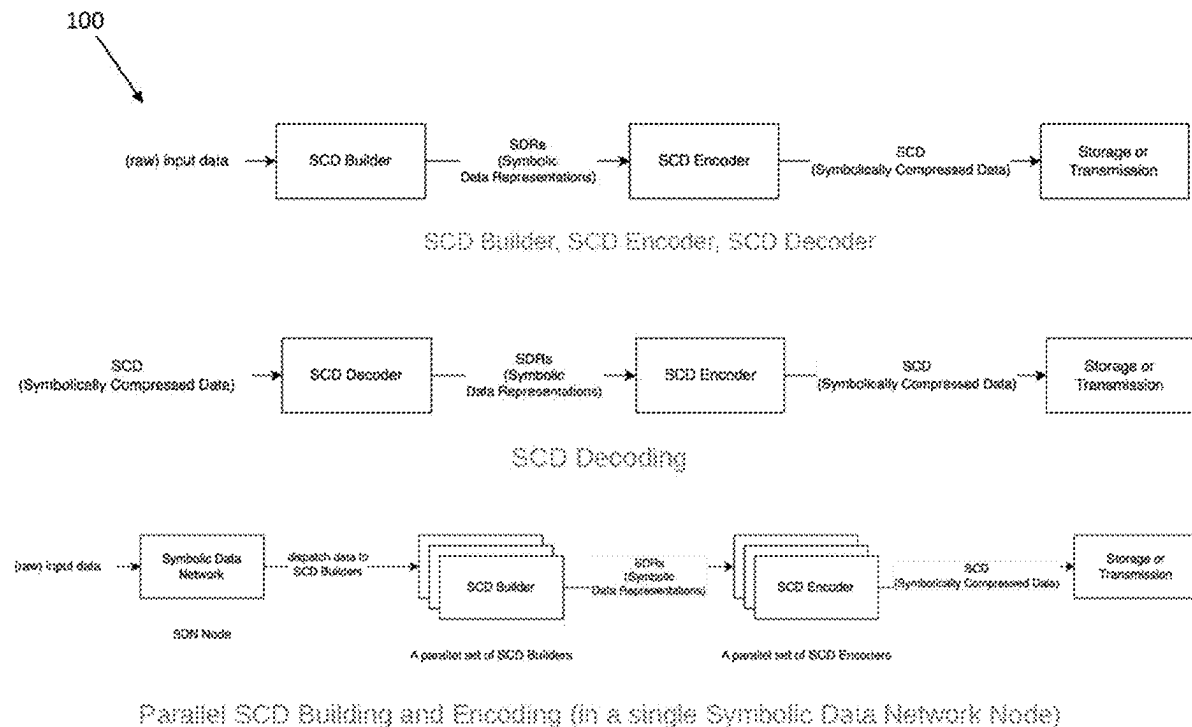 100
(raw) input data
SCD Builder
SDRs
(Symbolic
Data Representations)
SCD Encoder
SCD
(Symbolically Compressed Data)
Storage or
Transmission
SCD Builder, SCD Encoder, SCD Decoder
SCD
(Symbolically Compressed Data)
SCD Decoder
SDRs
(Symbolic
Data Representations)
SCD Encoder
SCD
(Symbolically Compressed Data)
Storage or
Transmission
SCD Decoding
(raw) input data
Symbolic Data
Network
dispatch data to
SCD Builders
SCD Builder
SDRs
(Symbolic
Data Representations)
SCD Encoder
SCD
(Symbolically Compressed Data)
Storage or
Transmission
SDN Node
A parallel set of SCD Builders
A parallel set of SCD Encoders
Parallel SCD Building and Encoding (in a single Symbolic Data Network Node)